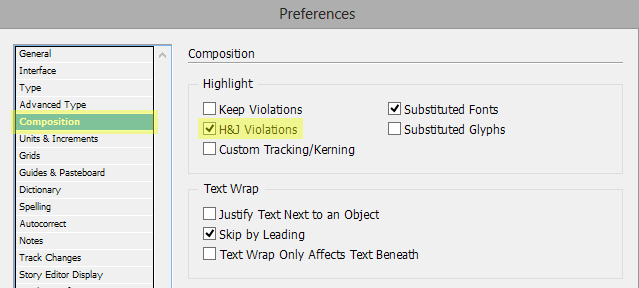 Preferences
General
Interface
Type
Advanced Type
Composition
Units & Increments
Grids
Guides & Pasteboard
Dictionary
Spelling
Autocorrect
Notes
Track Changes
Story Editor Display
Composition
Highlight
Keep Violations
Substituted Fonts
H&J Violations
Substituted Glyphs
Custom Tracking/Kerning
Text Wrap
Justify Text Next to an Object
Skip by Leading
Text Wrap Only Affects Text Beneath